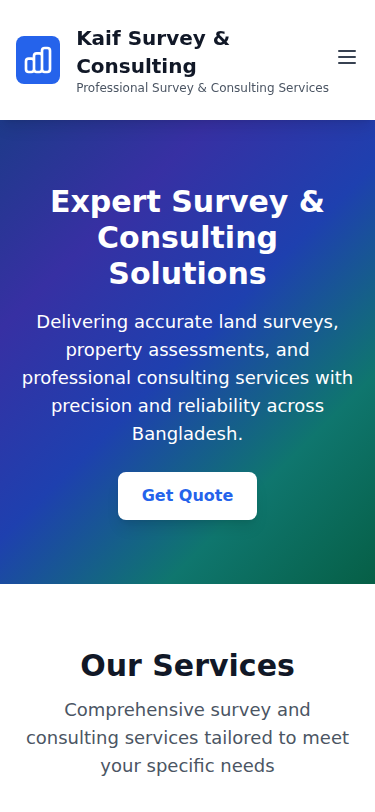 Kaif Survey &
Consulting
Professional Survey & Consulting Services
Expert Survey &
Consulting
Solutions
Delivering accurate land surveys,
property assessments, and
professional consulting services with
precision and reliability across
Bangladesh.
Get Quote
Our Services
Comprehensive survey and
consulting services tailored to meet
your specific needs